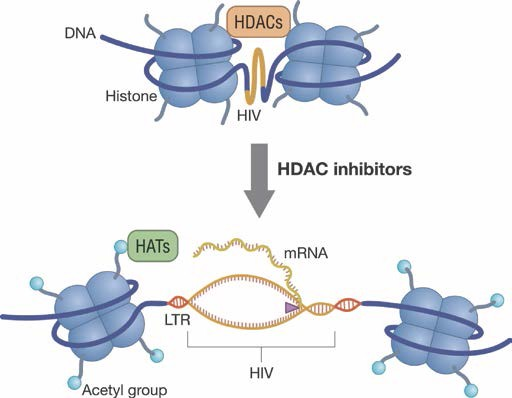 HDACs
DNA
Histone
HIV
HDAC inhibitors
HATs
mRNA
LTR
HIV
Acetyl group